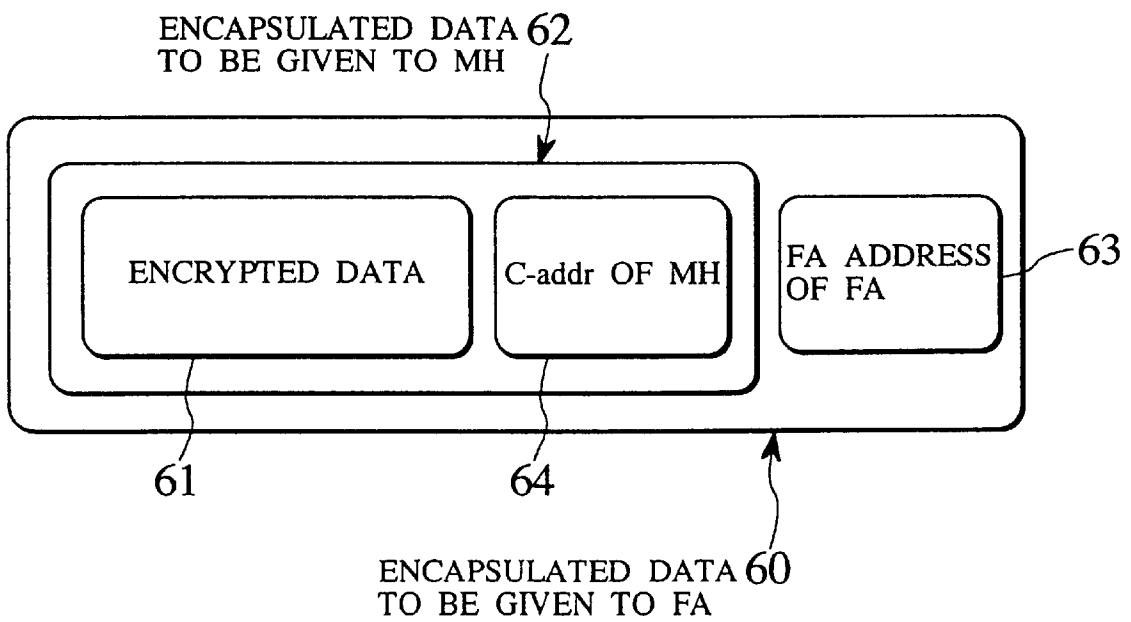 ENCAPSULATED DATA 62
TO BE GIVEN TO MH
ENCRYPTED DATA
C-addr OF MH
FA ADDRESS
OF FA
63
61
64
ENCAPSULATED DATA 60
TO BE GIVEN TO FA